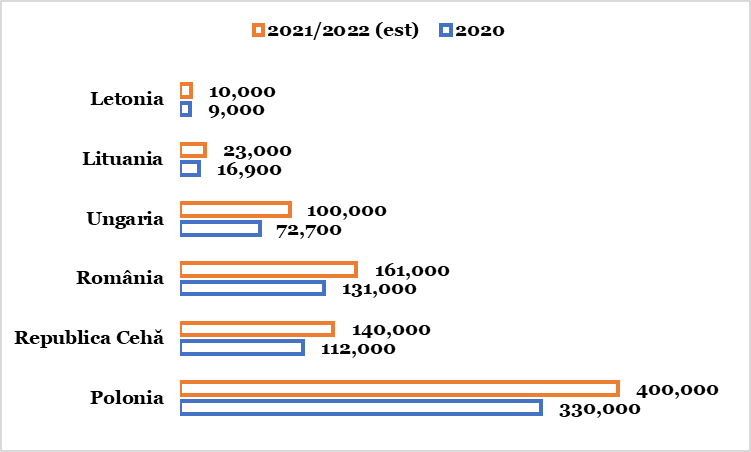 2021/2022 (est) 2020
Letonia
10,000
9,000
Lituania
23,000
16,900
Ungaria
100,000
72,700
România
161,000
131,000
Republica Cehă
140,000
112,000
Polonia
400,000
330,000